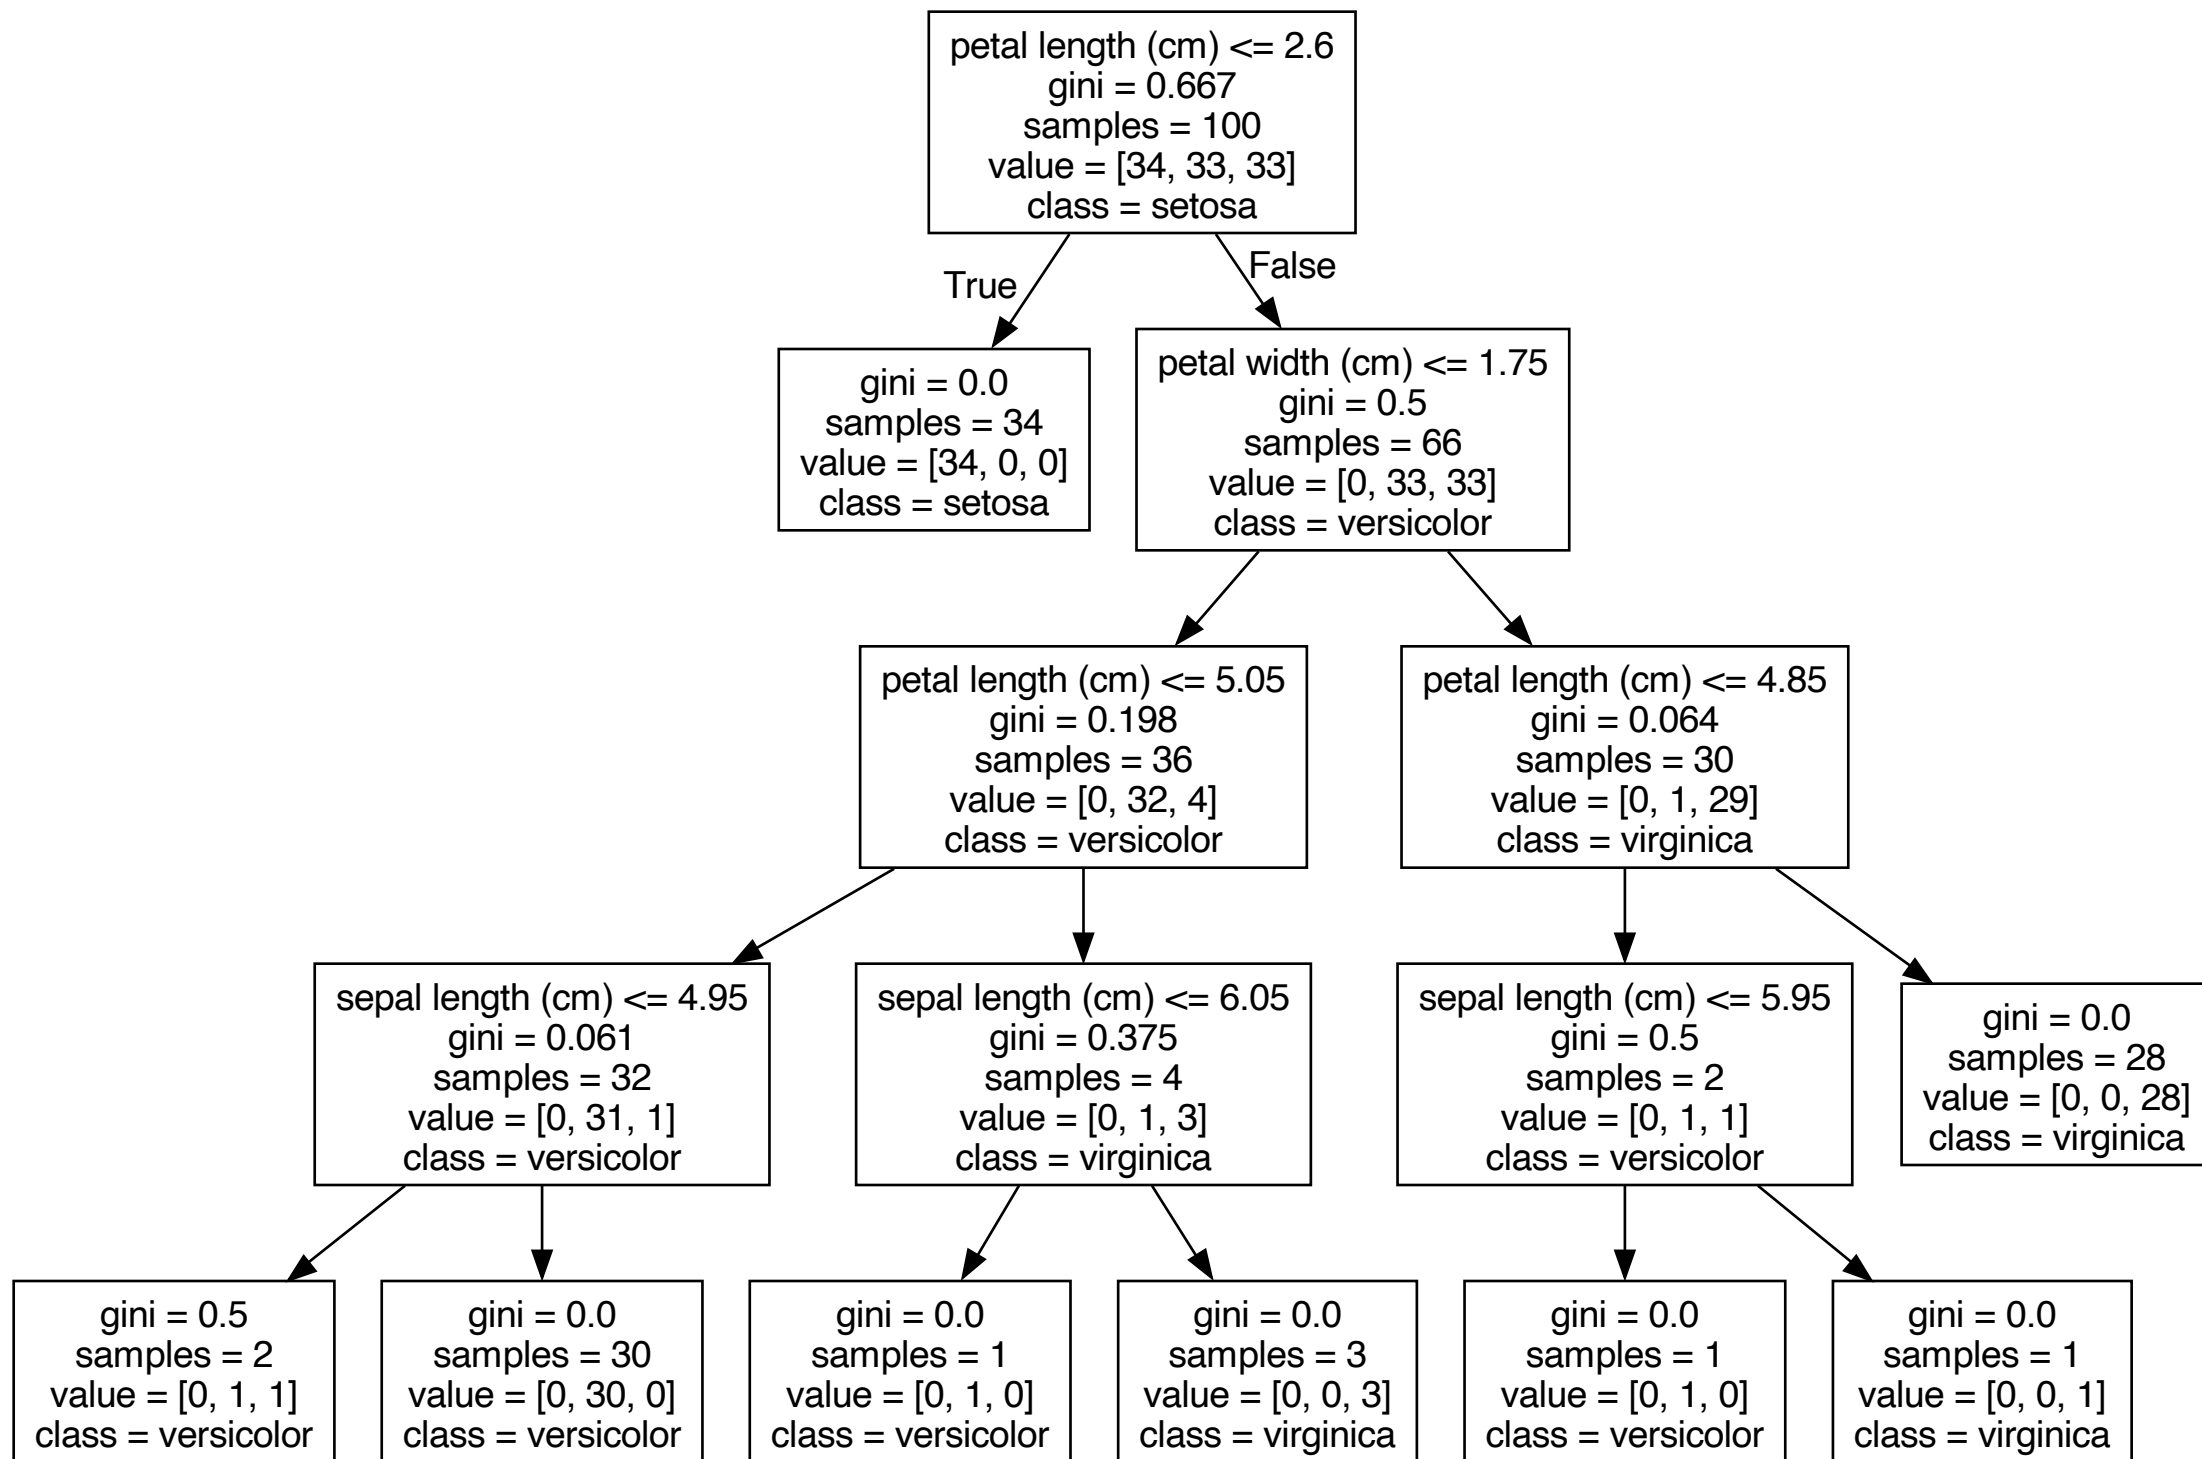 petal length (cm) <= 2.6
gini = 0.667
samples = 100
value = [34, 33, 33]
class = setosa
True
False
gini = 0.0
samples = 34
value = [34, 0, 0]
class = setosa
petal width (cm) <= 1.75
gini = 0.5
samples = 66
value = [0, 33, 33]
class = versicolor
petal length (cm) <= 5.05
gini = 0.198
samples = 36
value = [0, 32, 4]
class = versicolor
petal length (cm) <= 4.85
gini = 0.064
samples = 30
value = [0, 1, 29]
class = virginica
sepal length (cm) <= 4.95
gini = 0.061
samples = 32
value = [0, 31, 1]
class = versicolor
sepal length (cm) <= 6.05
gini = 0.375
samples = 4
value = [0, 1, 3]
class = virginica
sepal length (cm) <= 5.95
gini = 0.5
samples = 2
value = [0, 1, 1]
class = versicolor
gini = 0.0
samples = 28
value = [0, 0, 28]
class = virginica
gini = 0.5
samples = 2
value = [0, 1, 1]
class = versicolor
gini = 0.0
samples = 30
value = [0, 30, 0]
class = versicolor
gini = 0.0
samples = 1
value = [0, 1, 0]
class = versicolor
gini = 0.0
samples = 3
value = [0, 0, 3]
class = virginica
gini = 0.0
samples = 1
value = [0, 1, 0]
class = versicolor
gini = 0.0
samples = 1
value = [0, 0, 1]
class = virginica